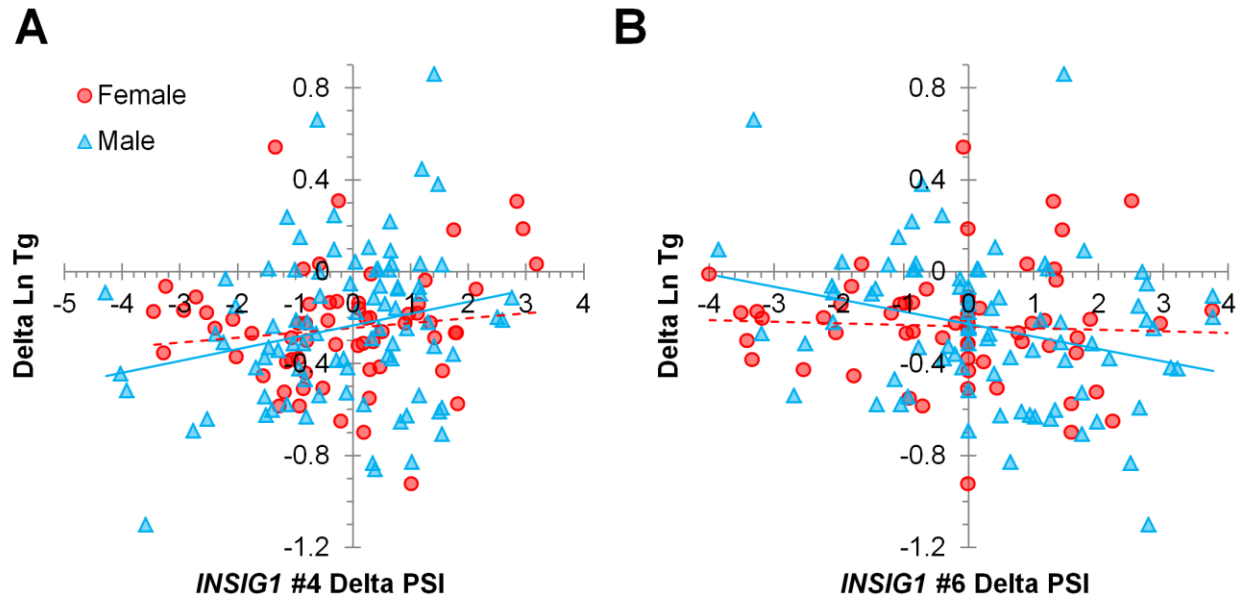 A
B
Female
Male
0.8
0.4
0
-0.4
-0.8
-1.2
-5 -4 -3 -2 -1 0 1 2 3 4
Delta Ln Tg
INSIG1 #4 Delta PSI
0.8
0.4
0
-0.4
-0.8
-1.2
-4 -3 -2 -1 0 1 2 3 4
Delta Ln Tg
INSIG1 #6 Delta PSI